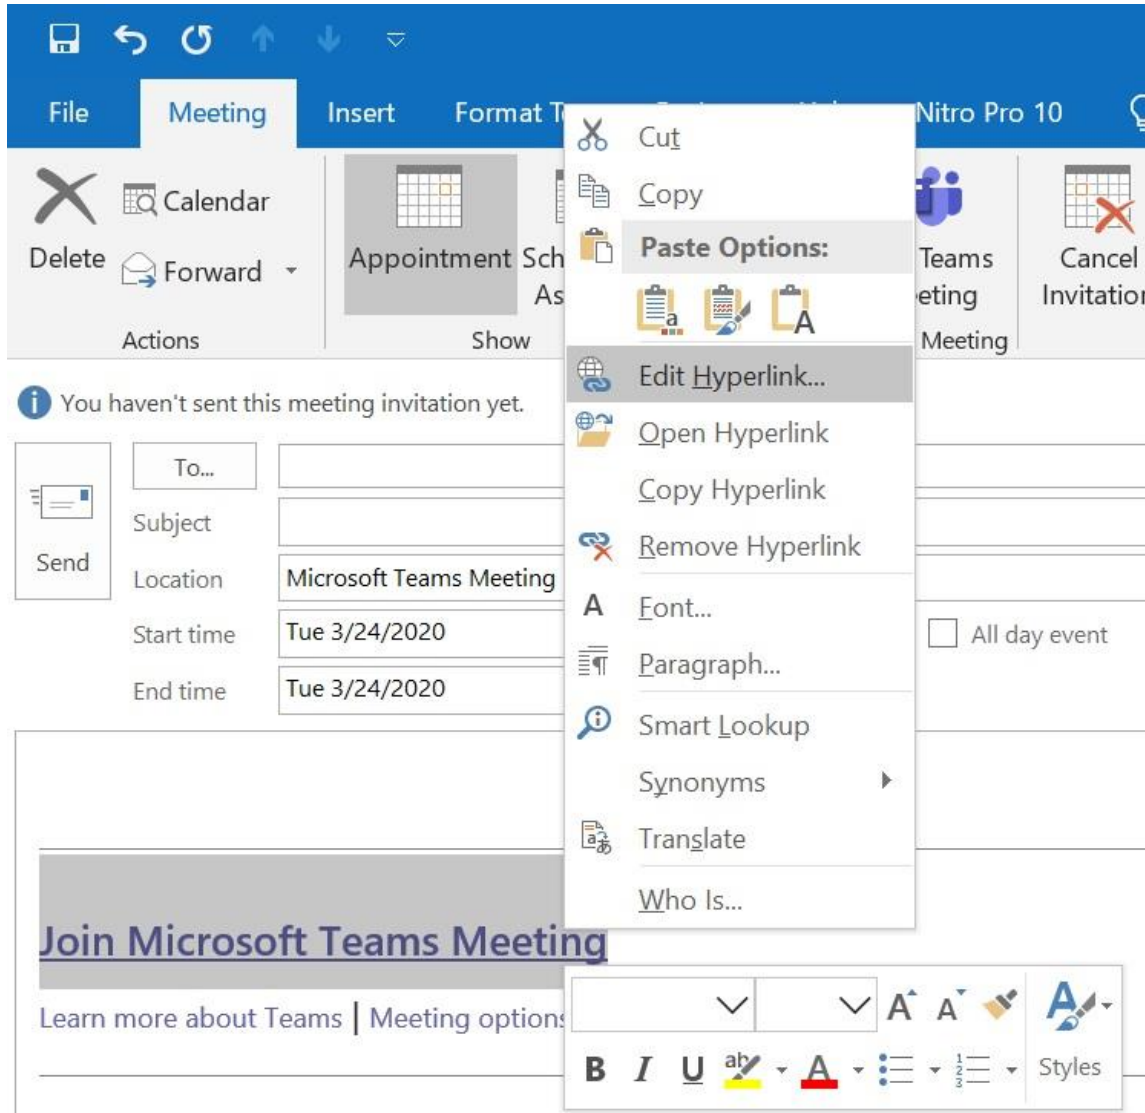 File Meeting Insert Format T Nitro Pro 10
Delete
Calendar
Forward
Actions
Appointment
Sch
As
Show
Teams
eting
Meeting
Cancel
Invitation
You haven't sent this meeting invitation yet.
Send
To...
Subject
Location Microsoft Teams Meeting
Start time Tue 3/24/2020
All day event
End time Tue 3/24/2020
Join Microsoft Teams Meeting
Learn more about Teams | Meeting options
Cut
Copy
Paste Options:
a
A
Edit Hyperlink...
Open Hyperlink
Copy Hyperlink
Remove Hyperlink
A Font...
Paragraph...
Smart Lookup
Synonyms
Translate
Who Is...
A A
B I U ab A
Styles